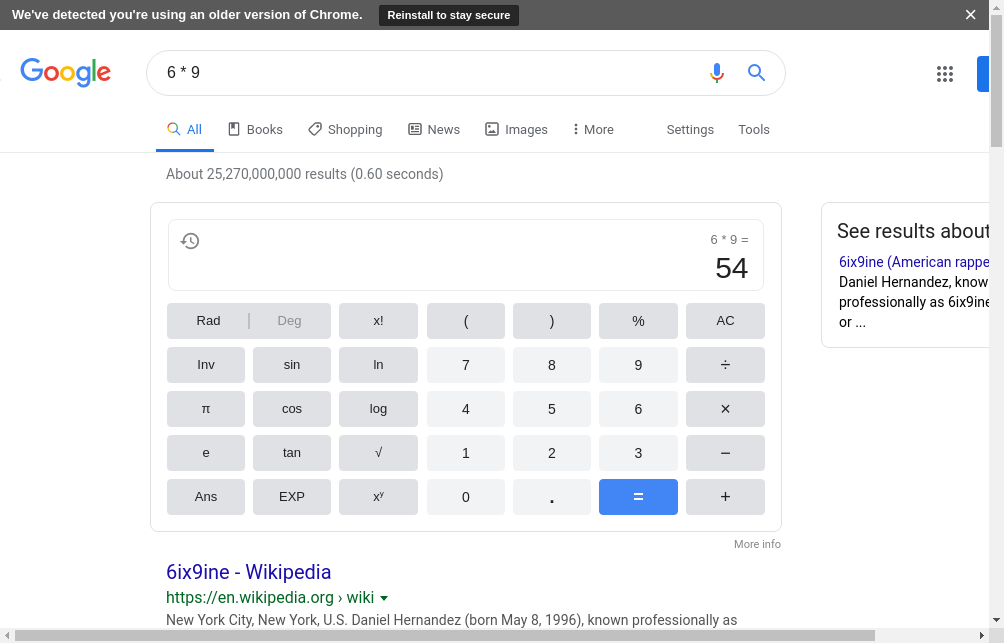 We've detected you're using an older version of Chrome. Reinstall to stay secure
Google 6 * 9
All Books Shopping News Images More Settings Tools
About 25,270,000,000 results (0.60 seconds)
6 * 9 =
54
Rad Deg x! ( ) % AC
Inv sin ln 7 8 9 ÷
π cos log 4 5 6 ×
e tan √ 1 2 3 −
Ans EXP xʸ 0 . = +
More info
See results about
6ix9ine (American rappe
Daniel Hernandez, know
professionally as 6ix9ine
or ...
6ix9ine - Wikipedia
https://en.wikipedia.org › wiki
New York City, New York, U.S. Daniel Hernandez (born May 8, 1996), known professionally as